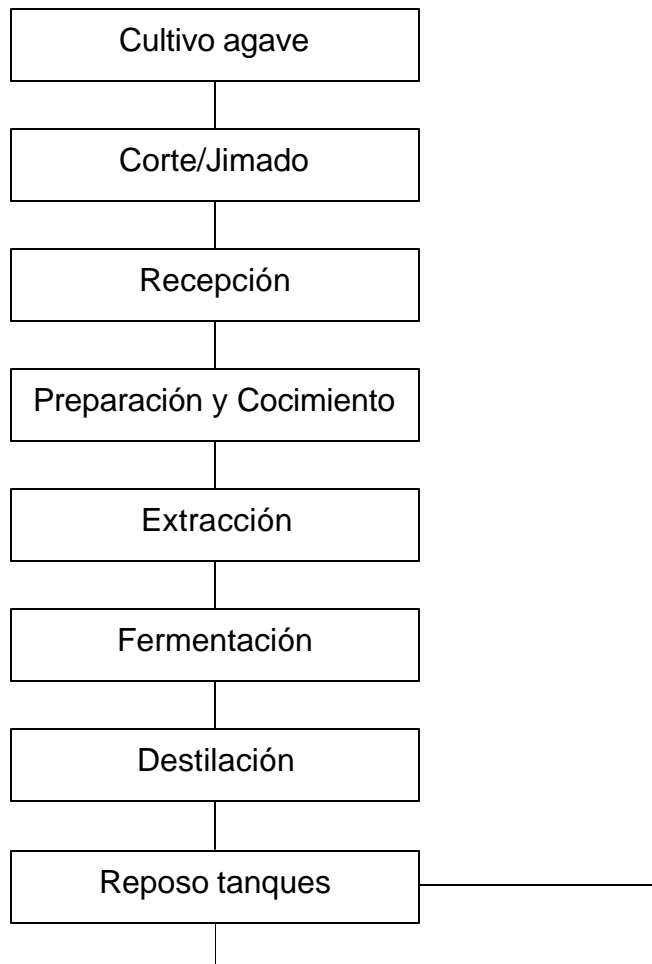 Cultivo agave
Corte/Jimado
Recepción
Preparación y Cocimiento
Extracción
Fermentación
Destilación
Reposo tanques